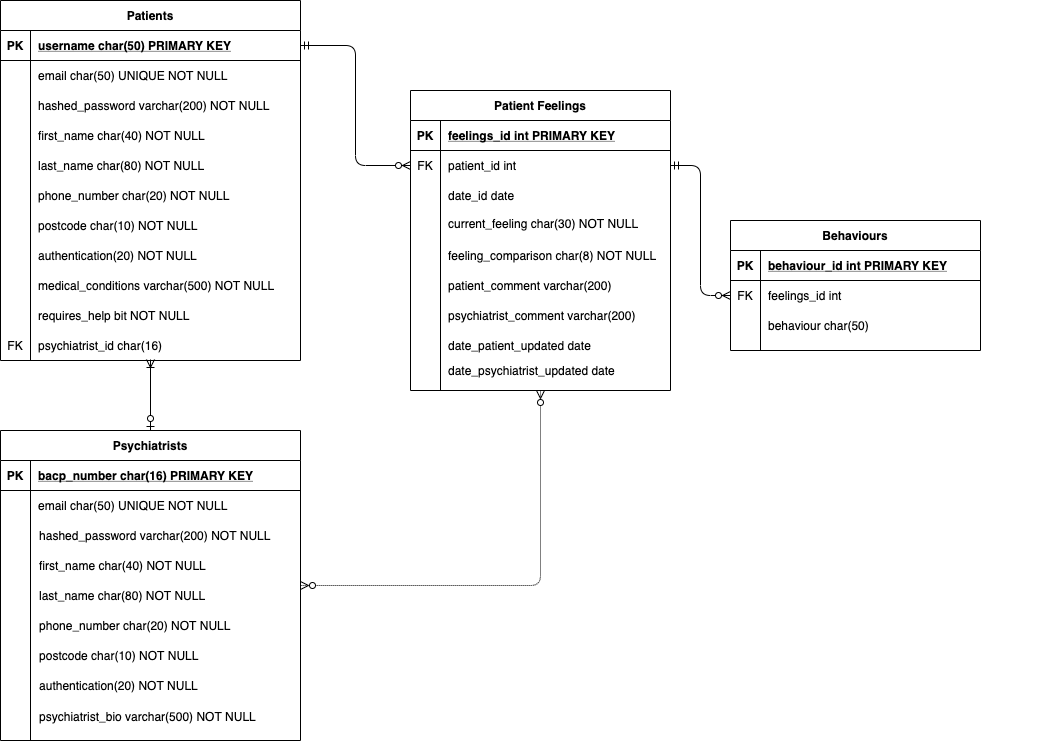 Patients
PK username char(50) PRIMARY KEY
email char(50) UNIQUE NOT NULL
hashed_password varchar(200) NOT NULL
first_name char(40) NOT NULL
last_name char(80) NOT NULL
phone_number char(20) NOT NULL
postcode char(10) NOT NULL
authentication(20) NOT NULL
medical_conditions varchar(500) NOT NULL
requires_help bit NOT NULL
FK psychiatrist_id char(16)
Patient Feelings
PK feelings_id int PRIMARY KEY
FK patient_id int
date_id date
current_feeling char(30) NOT NULL
feeling_comparison char(8) NOT NULL
patient_comment varchar(200)
psychiatrist_comment varchar(200)
date_patient_updated date
date_psychiatrist_updated date
Behaviours
PK behaviour_id int PRIMARY KEY
FK feelings_id int
behaviour char(50)
Psychiatrists
PK bacp_number char(16) PRIMARY KEY
email char(50) UNIQUE NOT NULL
hashed_password varchar(200) NOT NULL
first_name char(40) NOT NULL
last_name char(80) NOT NULL
phone_number char(20) NOT NULL
postcode char(10) NOT NULL
authentication(20) NOT NULL
psychiatrist_bio varchar(500) NOT NULL